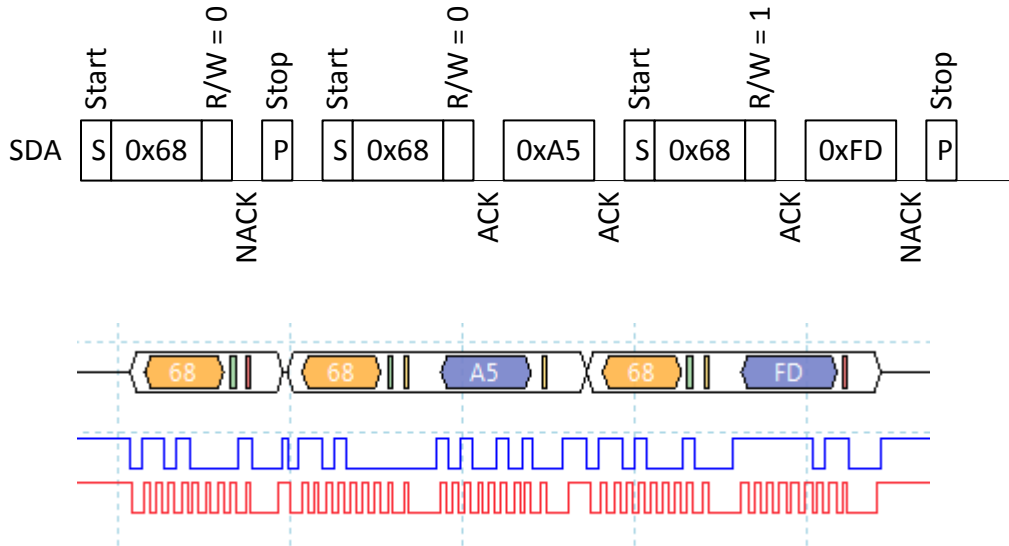 Start R/W = 0 Stop Start R/W = 0 Start R/W = 1 Stop
SDA S 0x68 P S 0x68 0xA5 S 0x68 0xFD P
NACK ACK ACK ACK NACK
68 68 A5 68 FD